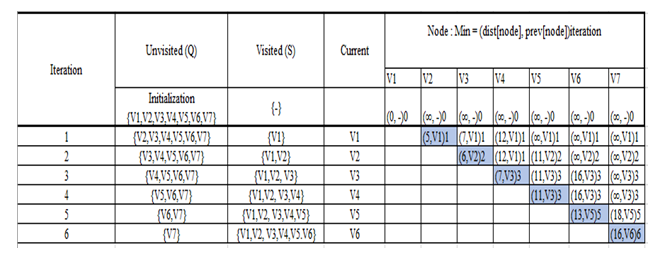 Iteration Unvisited (Q) Visited (S) Current Node : Min = (dist[node], prev[node])iteration
V1 V2 V3 V4 V5 V6 V7
Initialization
{V1,V2,V3,V4,V5,V6,V7} {-} (0, -)0 (∞, -)0 (∞, -)0 (∞, -)0 (∞, -)0 (∞, -)0 (∞, -)0
1 {V2,V3,V4,V5,V6,V7} {V1} V1 (5,V1)1 (7,V1)1 (12,V1)1 (∞,V1)1 (∞,V1)1 (∞,V1)1
2 {V3,V4,V5,V6,V7} {V1,V2} V2 (6,V2)2 (12,V1)1 (11,V2)2 (∞,V2)2 (∞,V2)2
3 {V4,V5,V6,V7} {V1,V2, V3} V3 (7,V3)3 (11,V3)3 (16,V3)3 (∞,V3)3
4 {V5,V6,V7} {V1,V2, V3,V4} V4 (11,V3)3 (16,V3)3 (∞,V3)3
5 {V6,V7} {V1,V2, V3,V4,V5} V5 (13,V5)5 (18,V5)5
6 {V7} {V1,V2, V3,V4,V5.V6} V6 (16,V6)6